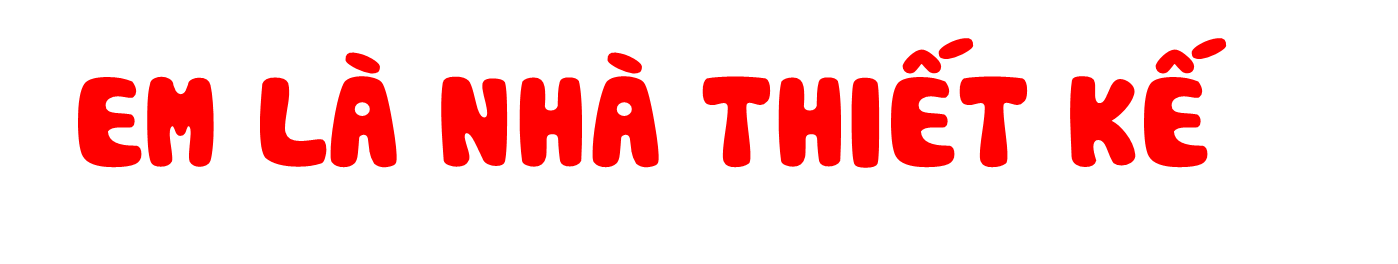 EM LÀ NHÀ THIẾT KẾ